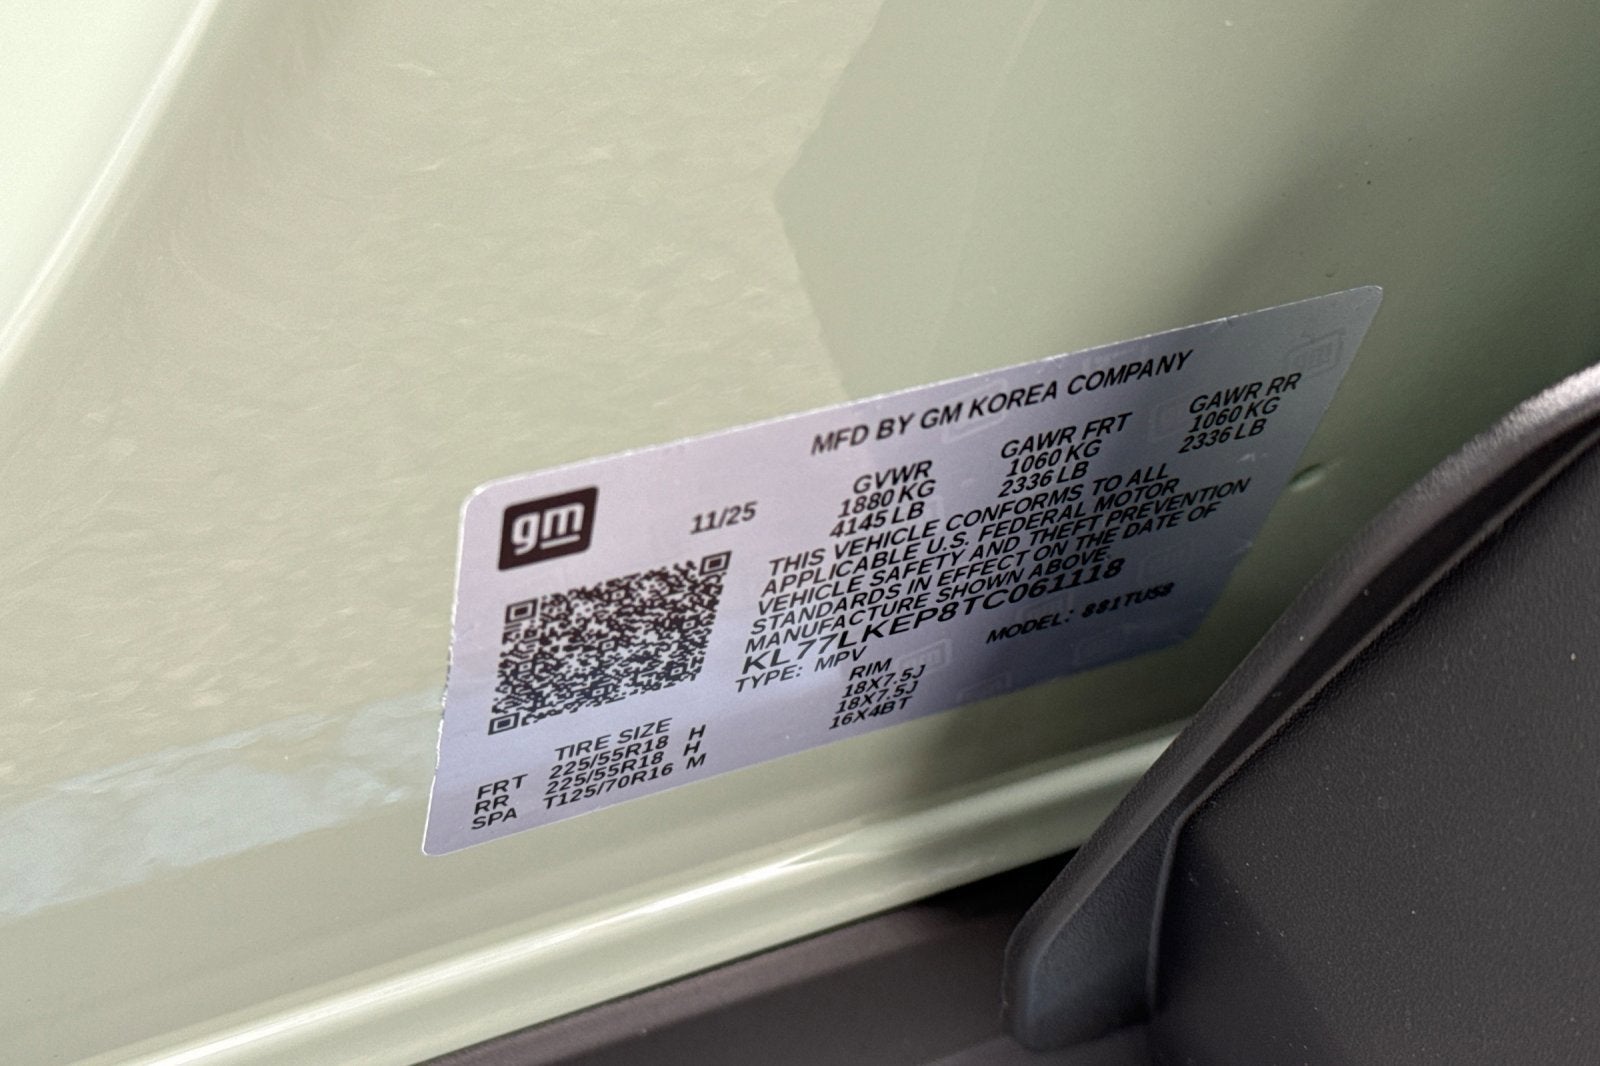 MFD BY GM KOREA COMPANY
gm
11/25
GVWR GAWR FRT GAWR RR
1880 KG 1060 KG 1060 KG
4145 LB 2336 LB 2336 LB
THIS VEHICLE CONFORMS TO ALL
APPLICABLE U.S. FEDERAL MOTOR
VEHICLE SAFETY AND THEFT PREVENTION
STANDARDS IN EFFECT ON THE DATE OF
MANUFACTURE SHOWN ABOVE.
KL77LKEP8TC061118
TYPE: MPV MODEL: 881TU58
TIRE SIZE RIM
FRT 225/55R18 H 18X7.5J
RR 225/55R18 H 18X7.5J
SPA T125/70R16 M 16X4BT